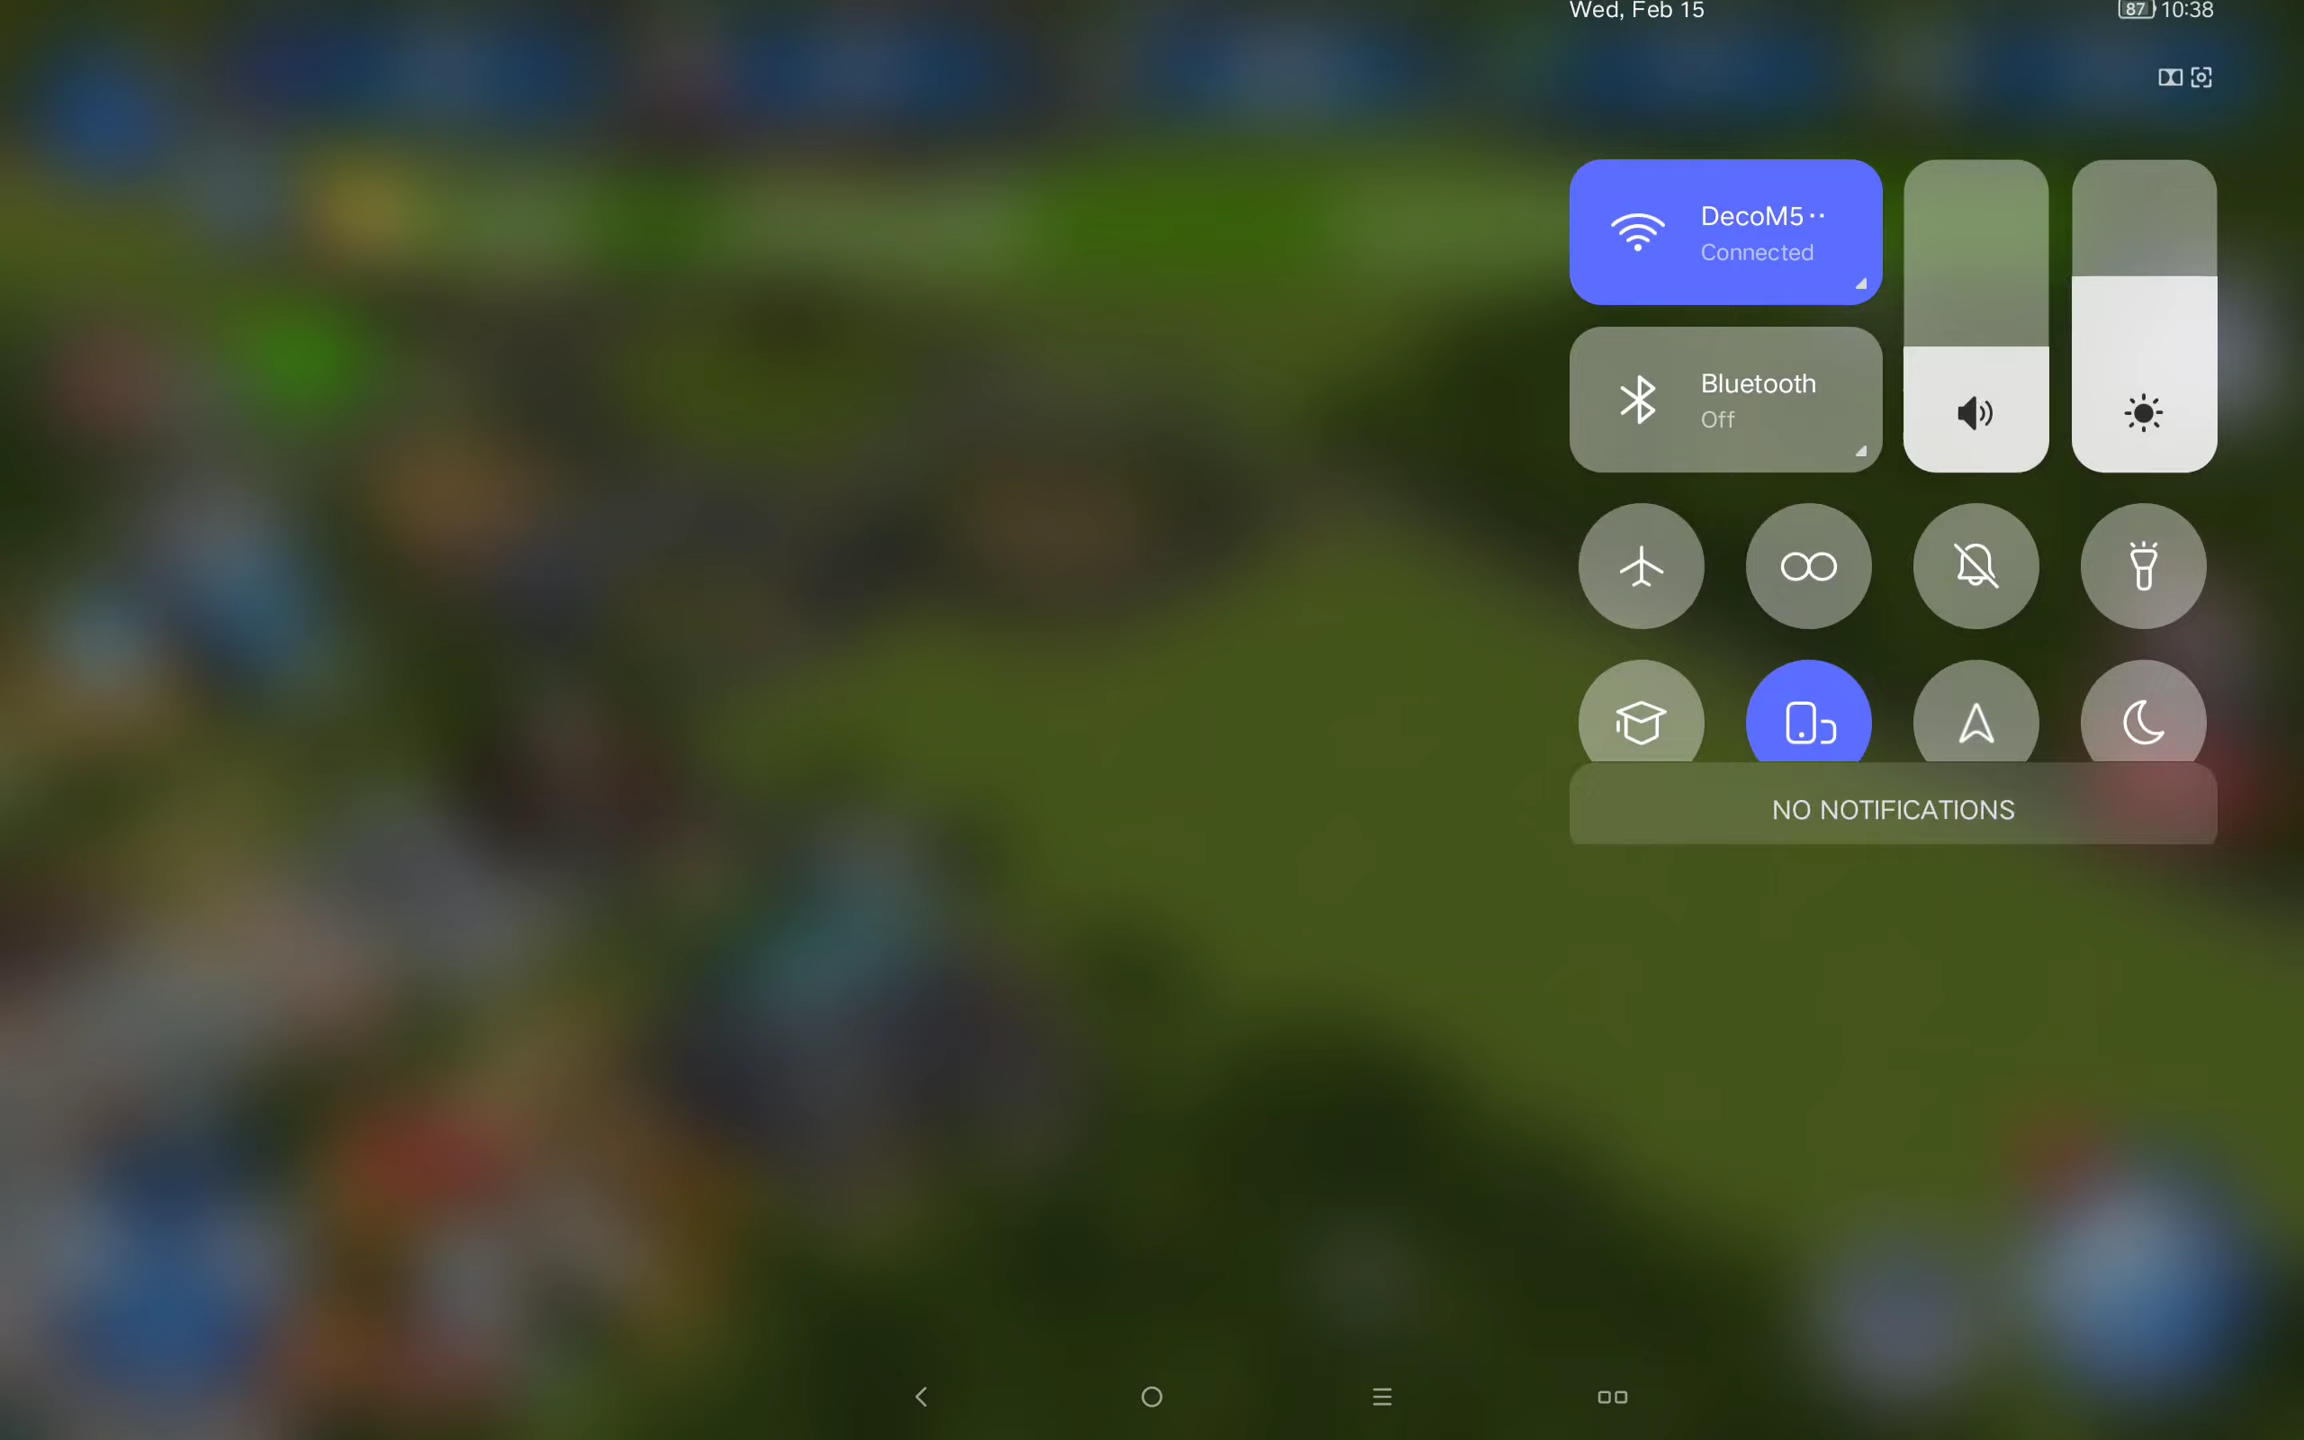 Wed, Feb 15
87 10:38
DecoM5··
Connected
Bluetooth
Off
NO NOTIFICATIONS